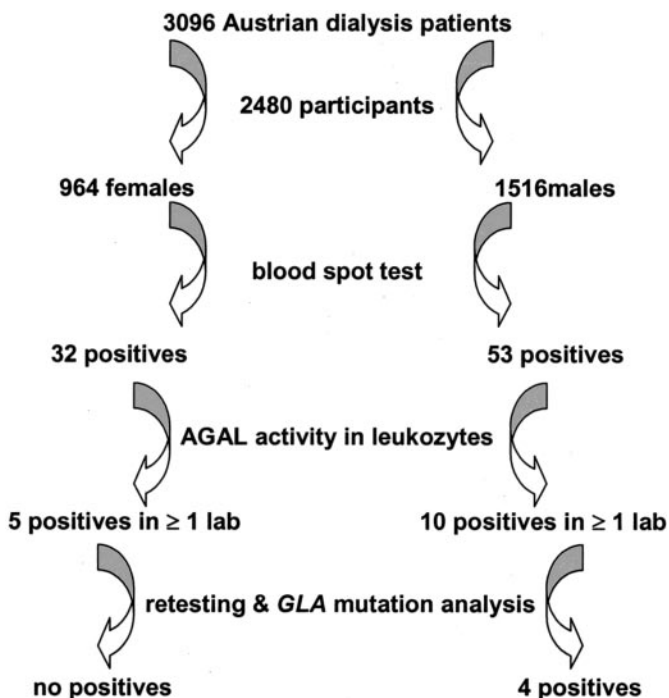 3096 Austrian dialysis patients
2480 participants
964 females 1516males
blood spot test
32 positives 53 positives
AGAL activity in leukozytes
5 positives in ≥ 1 lab 10 positives in ≥ 1 lab
retesting & GLA mutation analysis
no positives 4 positives